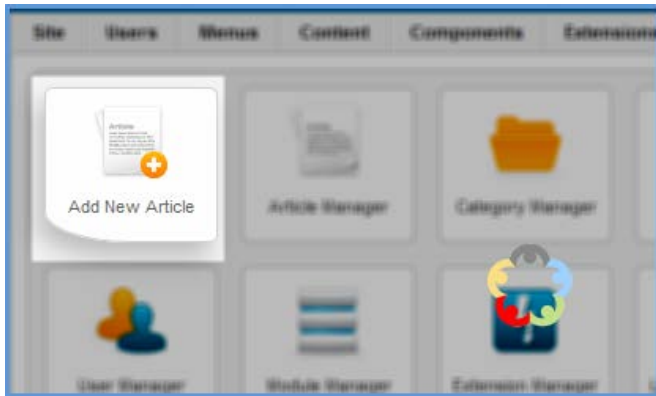 Site Users Menus Content Components Extensions
Article
Add New Article
Article Manager
Category Manager
User Manager
Module Manager
Extension Manager